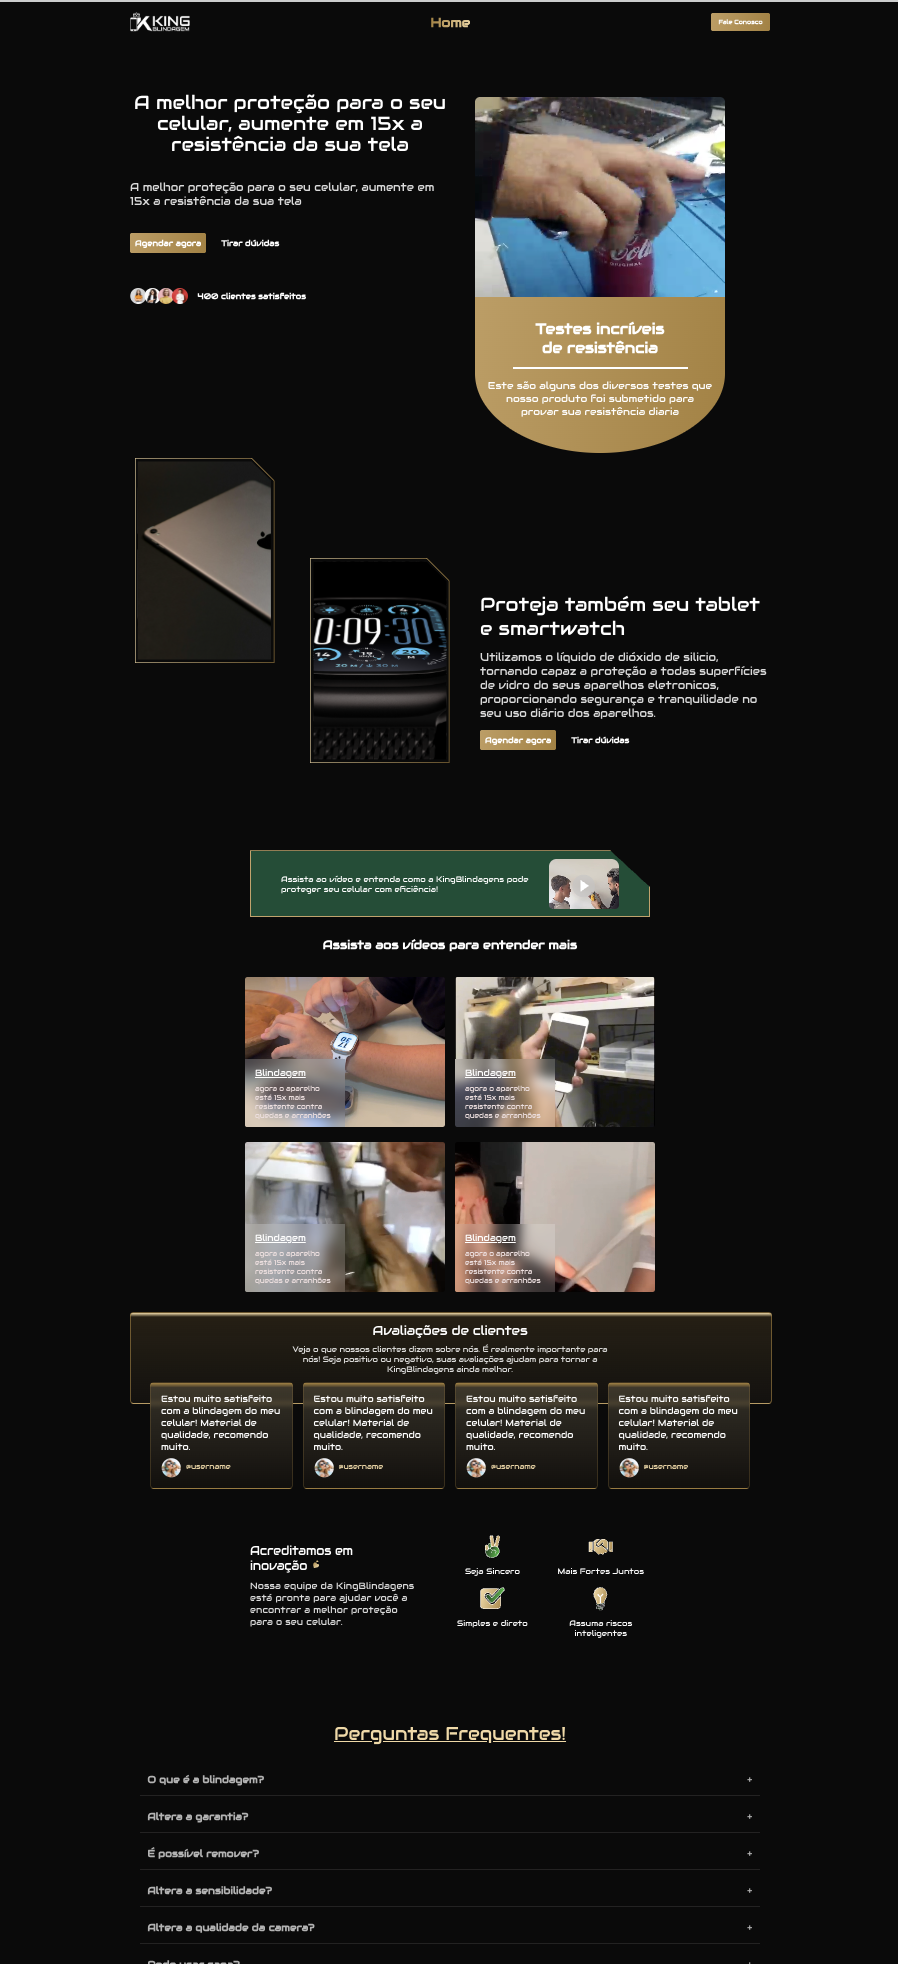 KING
BLINDAGEM
Home
Fale Conosco
A melhor proteção para o seu
celular, aumente em 15x a
resistência da sua tela
A melhor proteção para o seu celular, aumente em
15x a resistência da sua tela
Agendar agora
Tirar dúvidas
400 clientes satisfeitos
ORIGINAL
Testes incríveis
de resistência
Este são alguns dos diversos testes que
nosso produto foi submetido para
provar sua resistência diaria
0:09:30
Proteja também seu tablet
e smartwatch
Utilizamos o líquido de dióxido de silicio,
tornando capaz a proteção a todas superfícies
de vidro do seus aparelhos eletronicos,
proporcionando segurança e tranquilidade no
seu uso diário dos aparelhos.
Agendar agora
Tirar dúvidas
Assista ao vídeo e entenda como a KingBlindagens pode
proteger seu celular com eficiência!
Assista aos vídeos para entender mais
Blindagem
agora o aparelho
está 15x mais
resistente contra
quedas e arranhões
Blindagem
agora o aparelho
está 15x mais
resistente contra
quedas e arranhões
Blindagem
agora o aparelho
está 15x mais
resistente contra
quedas e arranhões
Blindagem
agora o aparelho
está 15x mais
resistente contra
quedas e arranhões
Avaliações de clientes
Veja o que nossos clientes dizem sobre nós. É realmente importante para
nós! Seja positivo ou negativo, suas avaliações ajudam para tornar a
KingBlindagens ainda melhor.
Estou muito satisfeito
com a blindagem do meu
celular! Material de
qualidade, recomendo
muito.
@username
Estou muito satisfeito
com a blindagem do meu
celular! Material de
qualidade, recomendo
muito.
@username
Estou muito satisfeito
com a blindagem do meu
celular! Material de
qualidade, recomendo
muito.
@username
Estou muito satisfeito
com a blindagem do meu
celular! Material de
qualidade, recomendo
muito.
@username
Acreditamos em
inovação
Nossa equipe da KingBlindagens
está pronta para ajudar você a
encontrar a melhor proteção
para o seu celular.
Seja Sincero
Mais Fortes Juntos
Simples e direto
Assuma riscos
inteligentes
Perguntas Frequentes!
O que é a blindagem?
+
Altera a garantia?
+
É possível remover?
+
Altera a sensibilidade?
+
Altera a qualidade da camera?
+